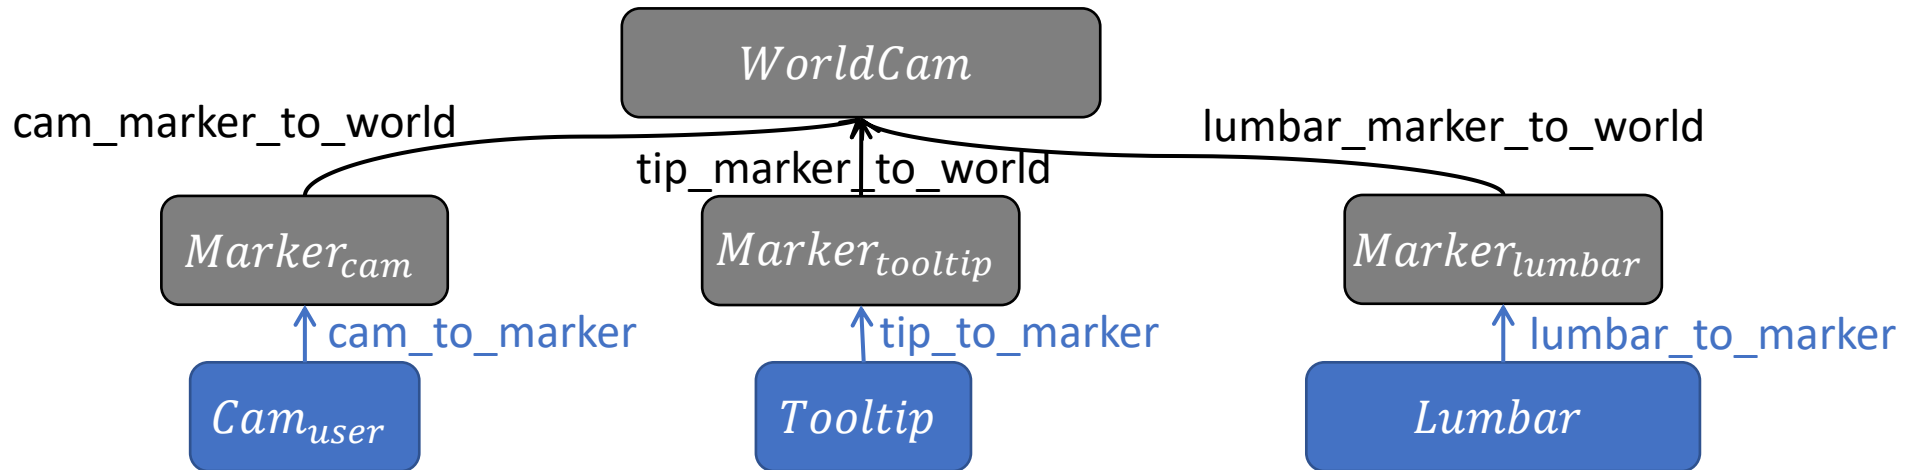 WorldCam
cam_marker_to_world
lumbar_marker_to_world
tip_marker_to_world
Marker_cam
Marker_tooltip
Marker_lumbar
cam_to_marker
tip_to_marker
lumbar_to_marker
Cam_user
Tooltip
Lumbar